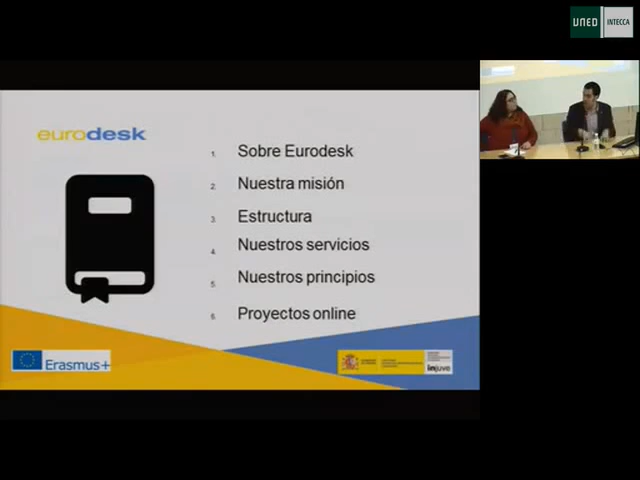 UNED
INTECCA
eurodesk
1. Sobre Eurodesk
2. Nuestra misión
3. Estructura
4. Nuestros servicios
5. Nuestros principios
6. Proyectos online
Erasmus+
injuve